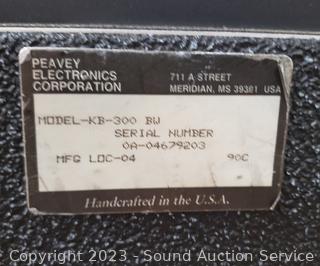 PEAVEY
ELECTRONICS
CORPORATION
711 A STREET
MERIDIAN, MS 39301 USA
MODEL-KB-300 BW
SERIAL NUMBER
0A-04679203
MFG LOC-04 90C
Handcrafted in the U.S.A.
Copyright 2023 - Sound Auction Service